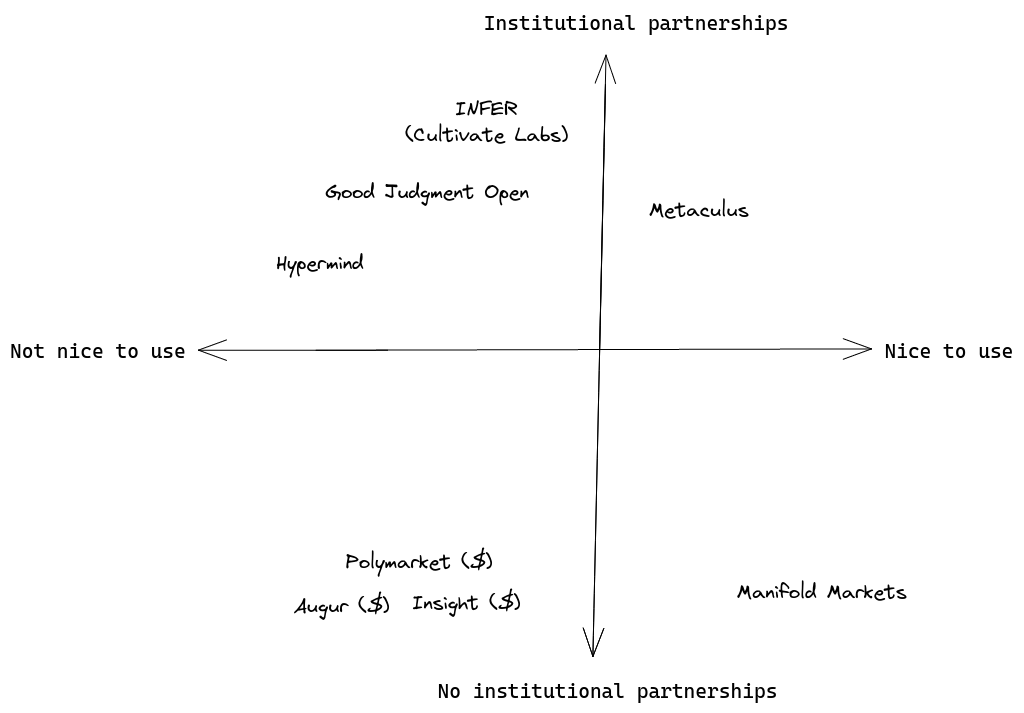 Institutional partnerships
INFER
(Cultivate Labs)
Good Judgment Open
Metaculus
Hypermind
Not nice to use
Nice to use
Polymarket ($)
Augur ($) Insight ($)
Manifold Markets
No institutional partnerships